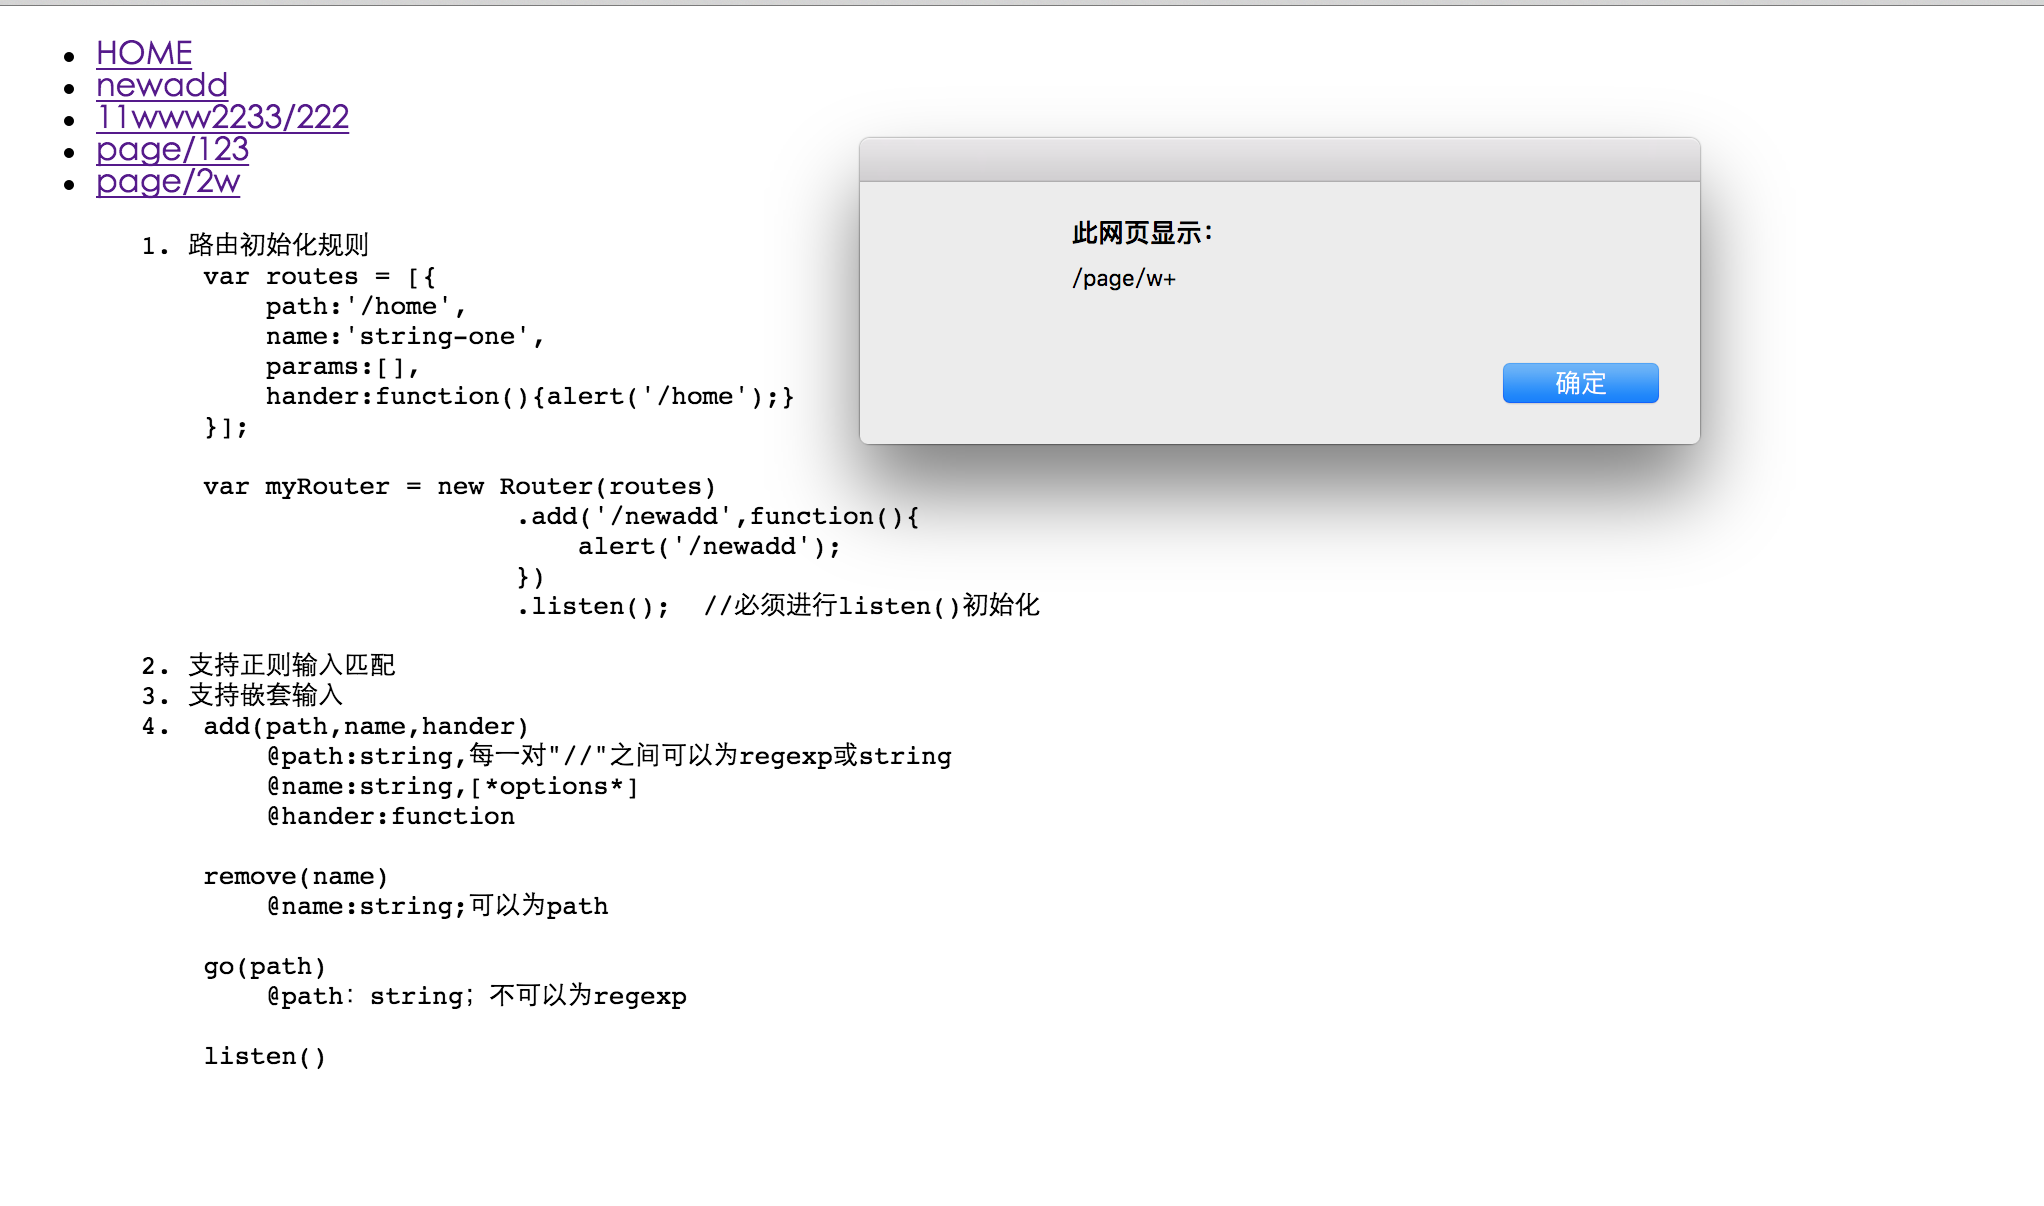 HOME
newadd
11www2233/222
page/123
page/2w
此网页显示：
/page/w+
确定
1. 路由初始化规则
var routes = [{
path:'/home',
name:'string-one',
params:[],
hander:function(){alert('/home');}
}];
var myRouter = new Router(routes)
.add('/newadd',function(){
alert('/newadd');
})
.listen();  //必须进行listen()初始化
2. 支持正则输入匹配
3. 支持嵌套输入
4.  add(path,name,hander)
@path:string,每一对"//"之间可以为regexp或string
@name:string,[*options*]
@hander:function
remove(name)
@name:string;可以为path
go(path)
@path：string；不可以为regexp
listen()